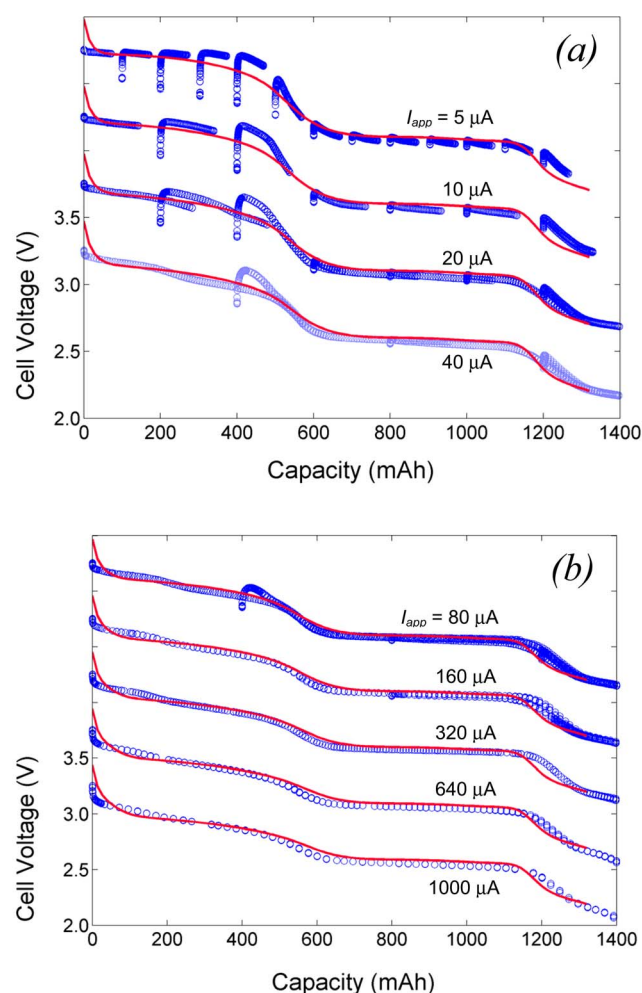 (a)
I_app = 5 μA
10 μA
3.5
20 μA
3.0
2.5
40 μA
2.0
0 200 400 600 800 1000 1200 1400
Cell Voltage (V)
Capacity (mAh)
(b)
I_app = 80 μA
160 μA
320 μA
3.5
640 μA
3.0
2.5
1000 μA
2.0
0 200 400 600 800 1000 1200 1400
Cell Voltage (V)
Capacity (mAh)